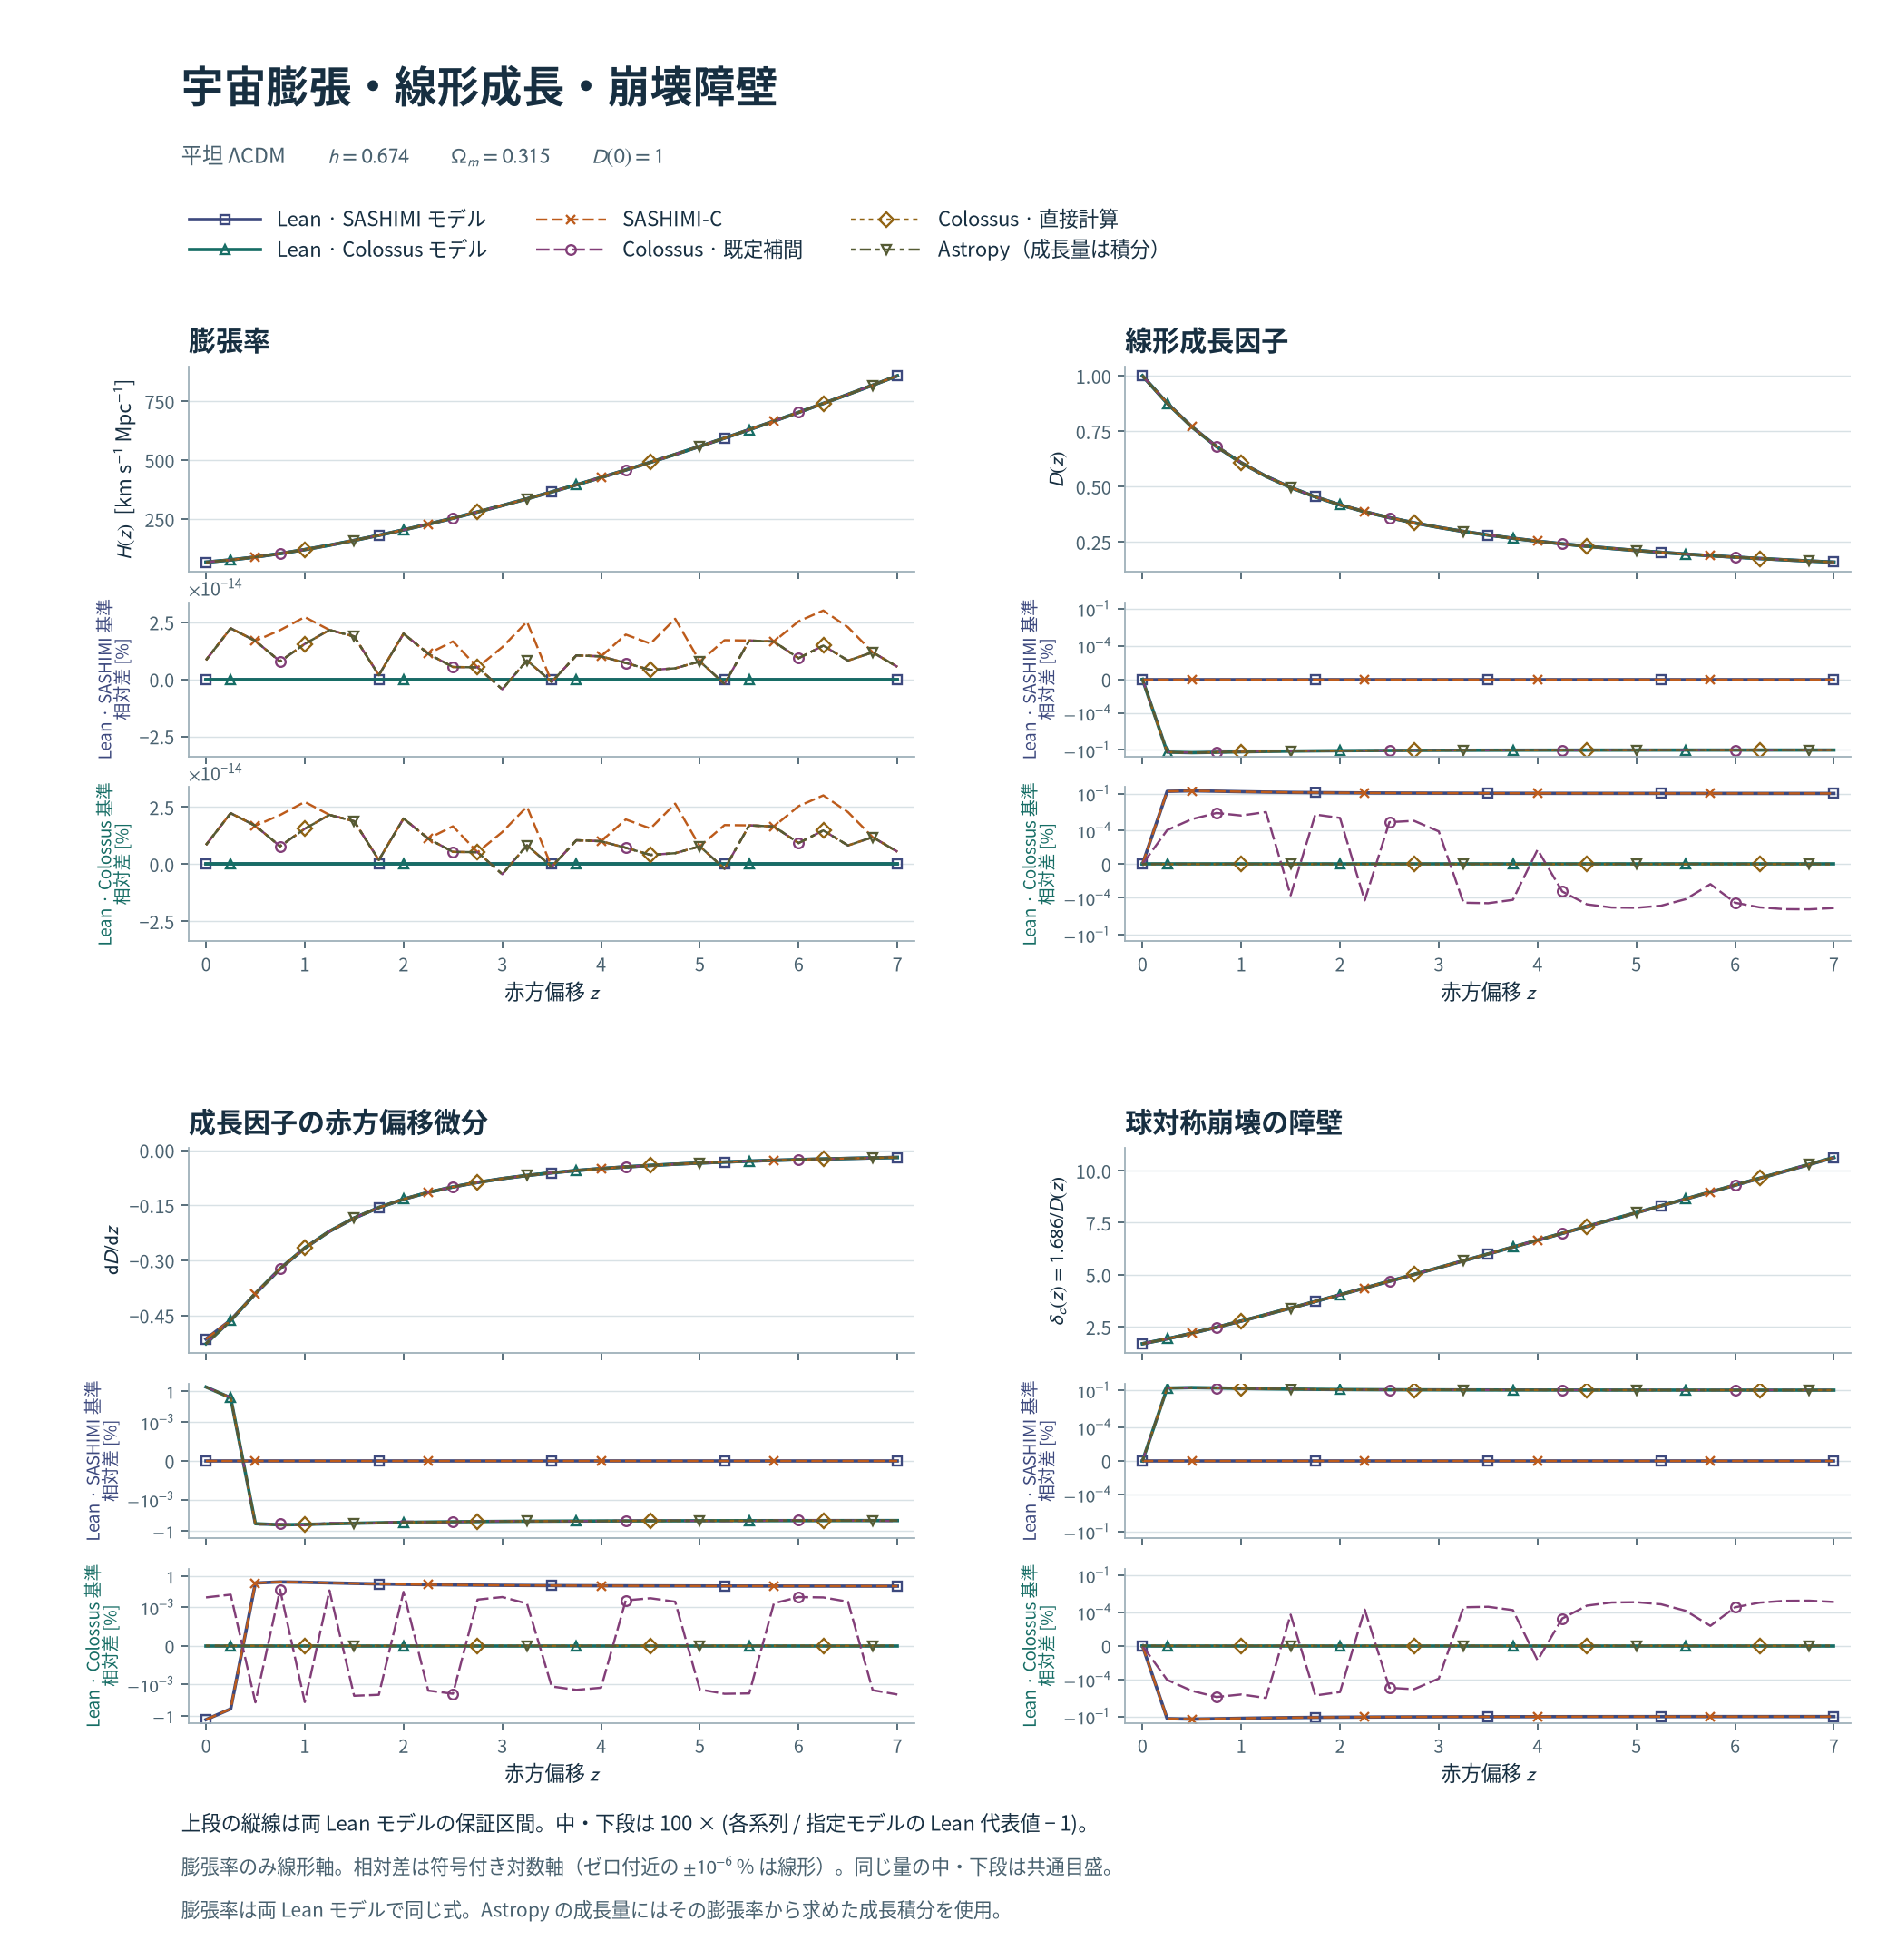 宇宙膨張・線形成長・崩壊障壁
平坦 ΛCDM h = 0.674 Ωm = 0.315 D(0) = 1
Lean · SASHIMI モデル SASHIMI-C Colossus · 直接計算
Lean · Colossus モデル Colossus · 既定補間 Astropy（成長量は積分）
膨張率
H(z) [km s⁻¹ Mpc⁻¹]
750
500
250
×10⁻¹⁴
Lean · SASHIMI 基準
相対差 [%]
2.5
0.0
−2.5
×10⁻¹⁴
Lean · Colossus 基準
相対差 [%]
2.5
0.0
−2.5
0 1 2 3 4 5 6 7
赤方偏移 z
線形成長因子
D(z)
1.00
0.75
0.50
0.25
Lean · SASHIMI 基準
相対差 [%]
10⁻¹
10⁻⁴
0
−10⁻⁴
−10⁻¹
Lean · Colossus 基準
相対差 [%]
10⁻¹
10⁻⁴
0
−10⁻⁴
−10⁻¹
0 1 2 3 4 5 6 7
赤方偏移 z
成長因子の赤方偏移微分
dD/dz
0.00
−0.15
−0.30
−0.45
Lean · SASHIMI 基準
相対差 [%]
1
10⁻³
0
−10⁻³
−1
Lean · Colossus 基準
相対差 [%]
1
10⁻³
0
−10⁻³
−1
0 1 2 3 4 5 6 7
赤方偏移 z
球対称崩壊の障壁
δc(z) = 1.686/D(z)
10.0
7.5
5.0
2.5
Lean · SASHIMI 基準
相対差 [%]
10⁻¹
10⁻⁴
0
−10⁻⁴
−10⁻¹
Lean · Colossus 基準
相対差 [%]
10⁻¹
10⁻⁴
0
−10⁻⁴
−10⁻¹
0 1 2 3 4 5 6 7
赤方偏移 z
上段の縦線は両 Lean モデルの保証区間。中・下段は 100 × (各系列 / 指定モデルの Lean 代表値 − 1)。
膨張率のみ線形軸。相対差は符号付き対数軸（ゼロ付近の ±10⁻⁶ % は線形）。同じ量の中・下段は共通目盛。
膨張率は両 Lean モデルで同じ式。Astropy の成長量にはその膨張率から求めた成長積分を使用。